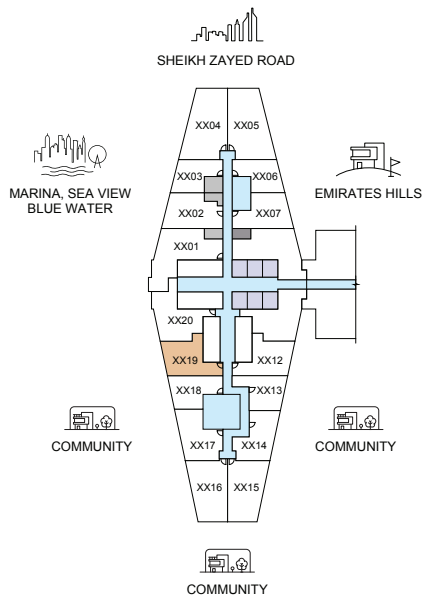 SHEIKH ZAYED ROAD
XX04
XX05
MARINA, SEA VIEW
BLUE WATER
XX03
XX06
EMIRATES HILLS
XX02
XX07
XX01
XX20
XX19
XX12
XX18
XX13
COMMUNITY
COMMUNITY
XX17
XX14
XX16
XX15
COMMUNITY